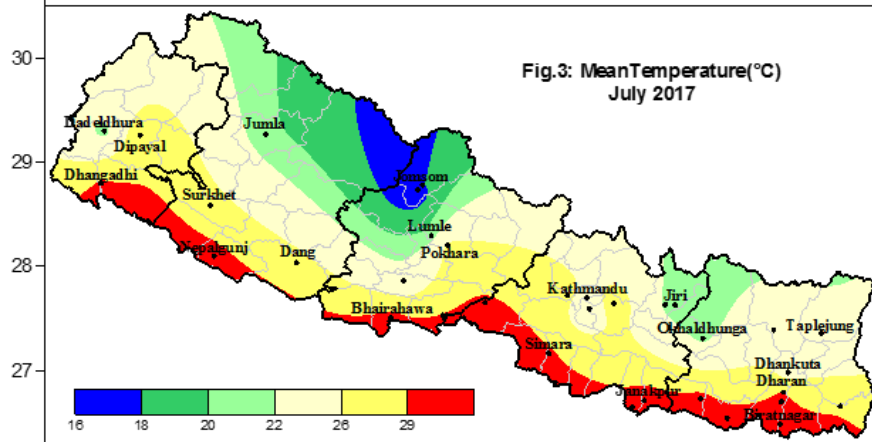 30
29
28
27
Fig.3: MeanTemperature(°C)
July 2017
Dadeldhura
Dipayal
Jumla
Dhangadhi
Surkhet
Jomsom
Lumle
Pokhara
Nepalgunj
Dang
Bhairahawa
Kathmandu
Jiri
Okhaldhunga
Taplejung
Simara
Dhankuta
Dharan
Janakpur
Biratnagar
16 18 20 22 26 29